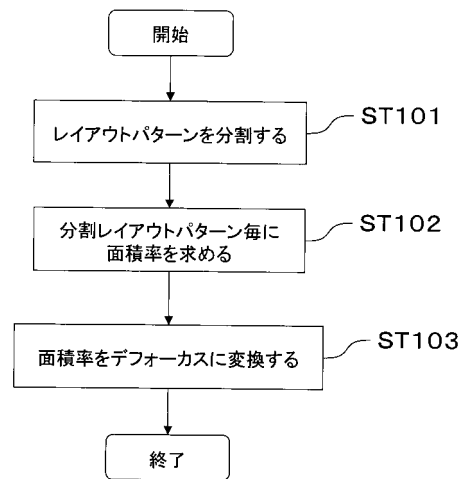 開始
レイアウトパターンを分割する
ST101
分割レイアウトパターン毎に
面積率を求める
ST102
面積率をデフォーカスに変換する
ST103
終了